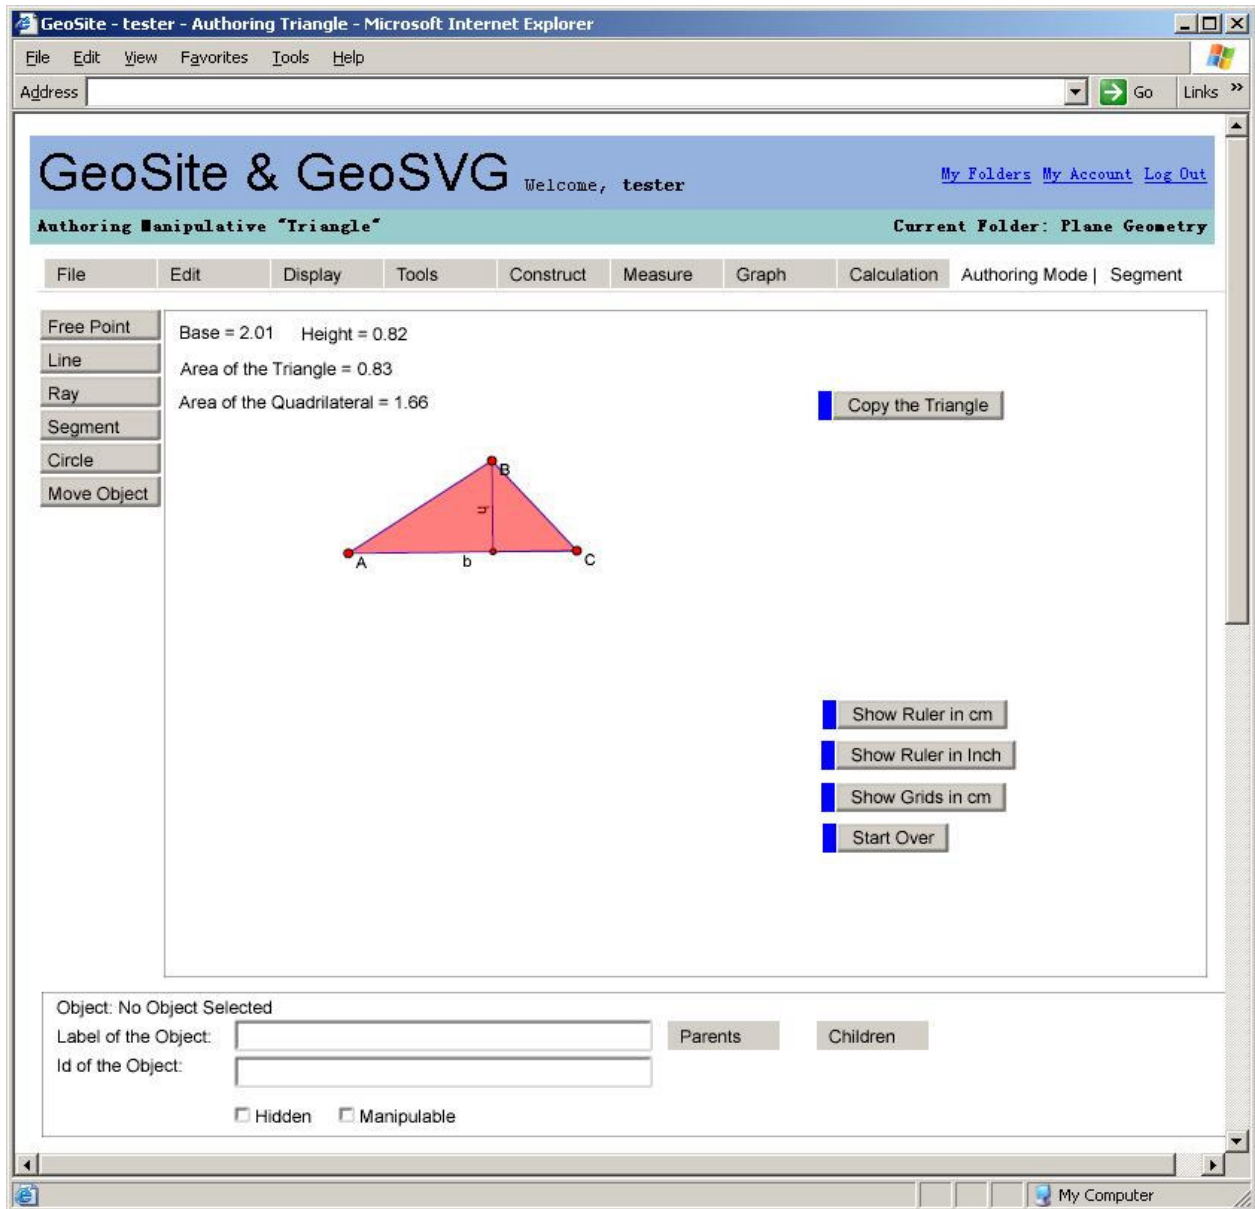 GeoSite - tester - Authoring Triangle - Microsoft Internet Explorer
File Edit View Favorites Tools Help
Address Go Links »
GeoSite & GeoSVG Welcome, tester My Folders My Account Log Out
Authoring Manipulative "Triangle" Current Folder: Plane Geometry
File Edit Display Tools Construct Measure Graph Calculation Authoring Mode | Segment
Free Point
Line
Ray
Segment
Circle
Move Object
Base = 2.01 Height = 0.82
Area of the Triangle = 0.83
Area of the Quadrilateral = 1.66
Copy the Triangle
B
h
A b C
Show Ruler in cm
Show Ruler in Inch
Show Grids in cm
Start Over
Object: No Object Selected
Label of the Object: Parents Children
Id of the Object:
Hidden Manipulable
My Computer